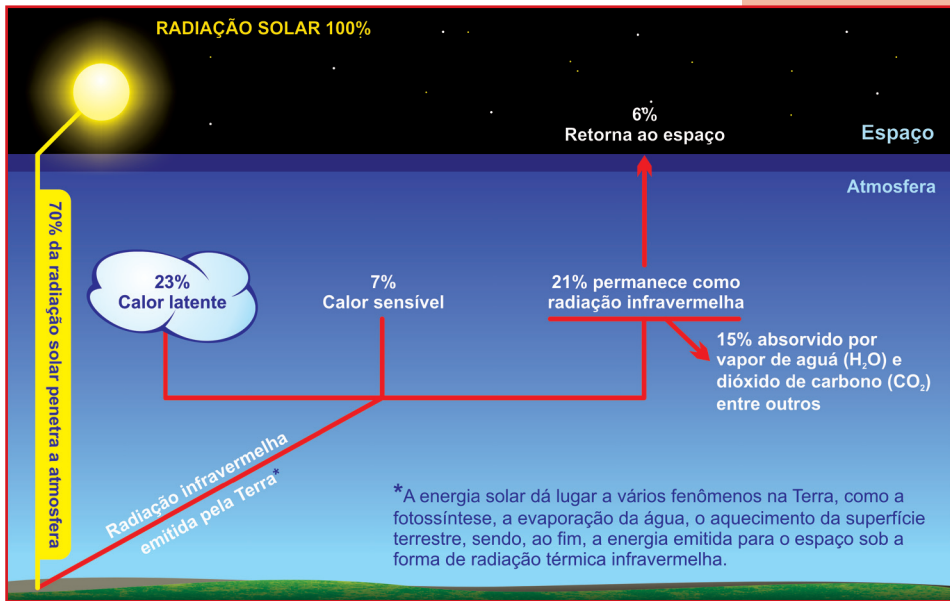 RADIAÇÃO SOLAR 100%
6%
Retorna ao espaço
Espaço
Atmosfera
70% da radiação solar penetra a atmosfera
23%
Calor latente
7%
Calor sensível
21% permanece como
radiação infravermelha
15% absorvido por
vapor de aguá (H₂O) e
dióxido de carbono (CO₂)
entre outros
Radiação infravermelha
emitida pela Terra*
*A energia solar dá lugar a vários fenômenos na Terra, como a
fotossíntese, a evaporação da água, o aquecimento da superfície
terrestre, sendo, ao fim, a energia emitida para o espaço sob a
forma de radiação térmica infravermelha.